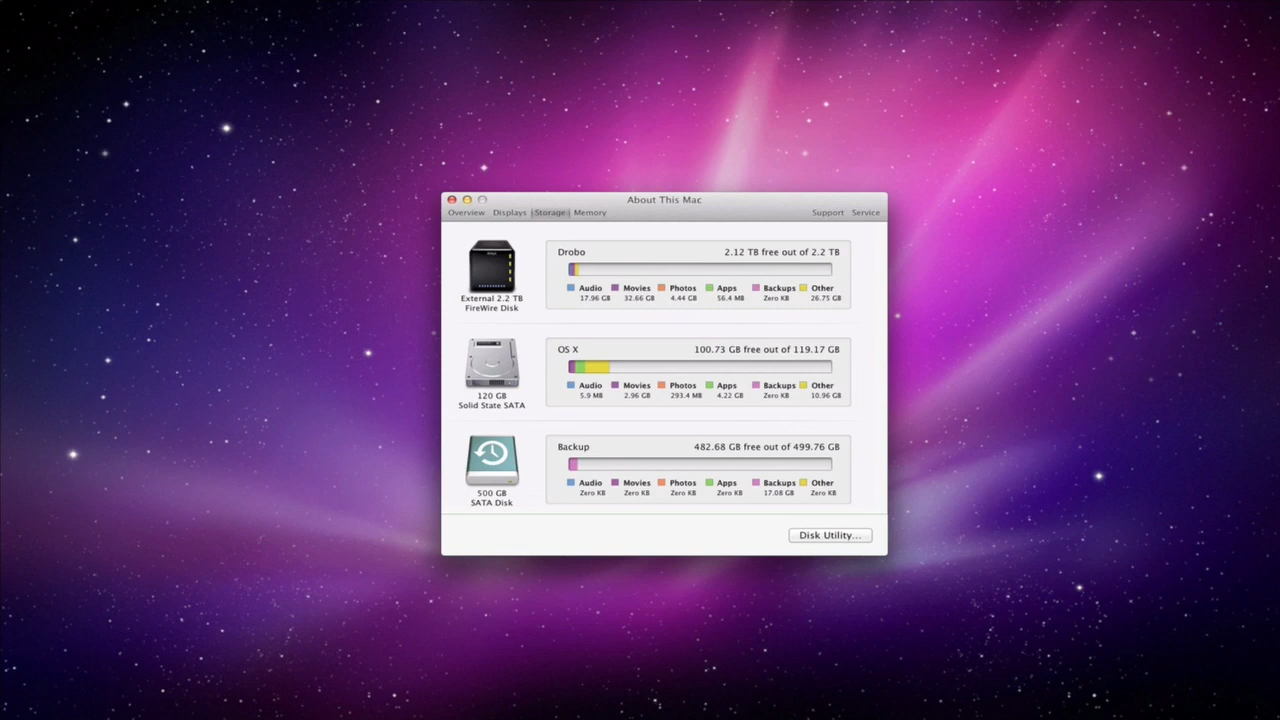 About This Mac
Overview Displays Storage Memory Support Service
Drobo 2.12 TB free out of 2.2 TB
Audio Movies Photos Apps Backups Other
17.96 GB 32.66 GB 4.44 GB 56.4 MB Zero KB 26.75 GB
External 2.2 TB
FireWire Disk
OS X 100.73 GB free out of 119.17 GB
Audio Movies Photos Apps Backups Other
5.9 MB 2.96 GB 293.4 MB 4.22 GB Zero KB 10.96 GB
120 GB
Solid State SATA
Backup 482.68 GB free out of 499.76 GB
Audio Movies Photos Apps Backups Other
Zero KB Zero KB Zero KB Zero KB 17.08 GB Zero KB
500 GB
SATA Disk
Disk Utility...